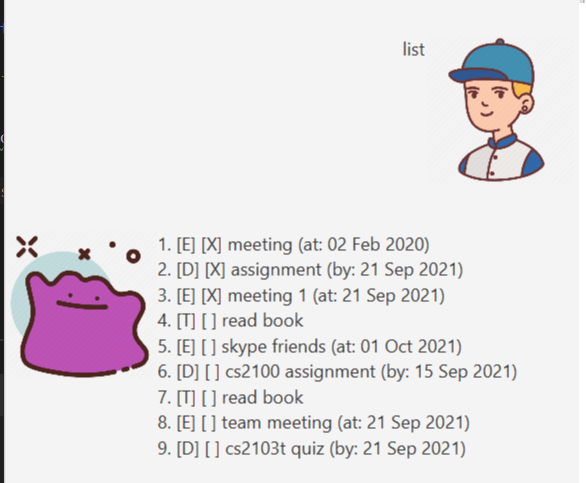 list
1. [E] [X] meeting (at: 02 Feb 2020)
2. [D] [X] assignment (by: 21 Sep 2021)
3. [E] [X] meeting 1 (at: 21 Sep 2021)
4. [T] [ ] read book
5. [E] [ ] skype friends (at: 01 Oct 2021)
6. [D] [ ] cs2100 assignment (by: 15 Sep 2021)
7. [T] [ ] read book
8. [E] [ ] team meeting (at: 21 Sep 2021)
9. [D] [ ] cs2103t quiz (by: 21 Sep 2021)